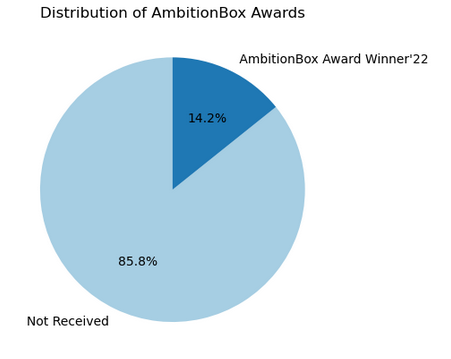 Distribution of AmbitionBox Awards
AmbitionBox Award Winner'22
14.2%
85.8%
Not Received